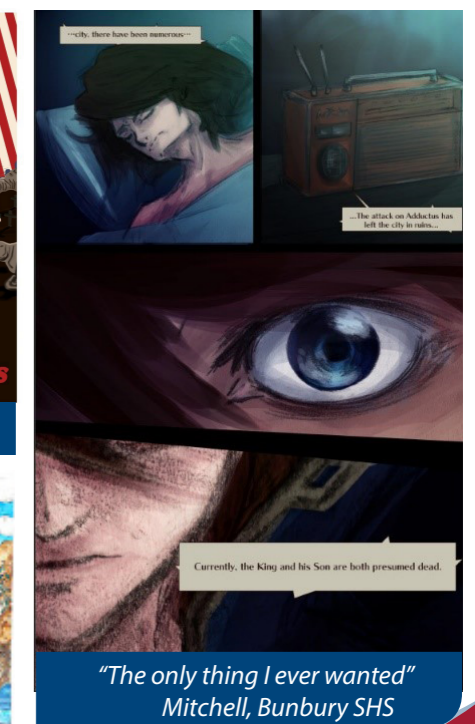 ...city, there have been numerous...
...The attack on Adductus has
left the city in ruins...
Currently, the King and his Son are both presumed dead.
s
“The only thing I ever wanted”
Mitchell, Bunbury SHS